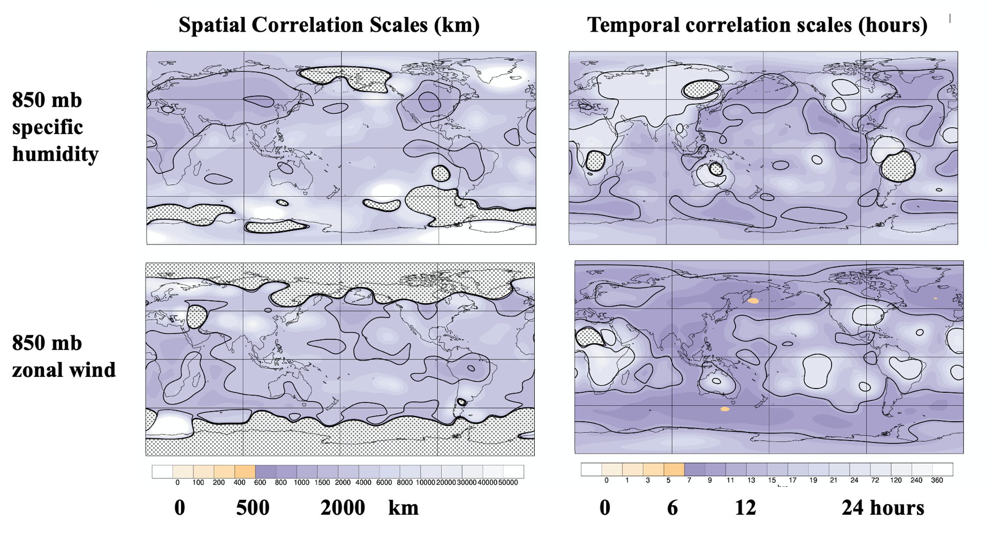 Spatial Correlation Scales (km)
Temporal correlation scales (hours)
850 mb
specific
humidity
850 mb
zonal wind
0 100 200 400 600 800 1000 1500 2000 4000 6000 8000 10000 20000 30000 40000 50000
0 1 3 5 7 9 11 13 15 17 19 21 24 72 120 240 360
0 500 2000 km
0 6 12 24 hours